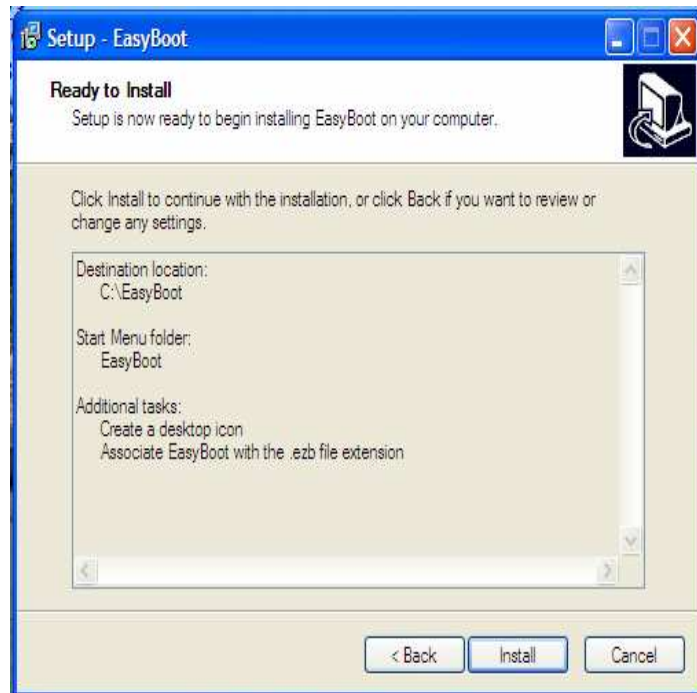 Setup - EasyBoot
Ready to Install
Setup is now ready to begin installing EasyBoot on your computer.
Click Install to continue with the installation, or click Back if you want to review or
change any settings.
Destination location:
C:\EasyBoot
Start Menu folder:
EasyBoot
Additional tasks:
Create a desktop icon
Associate EasyBoot with the .ezb file extension
< Back
Install
Cancel